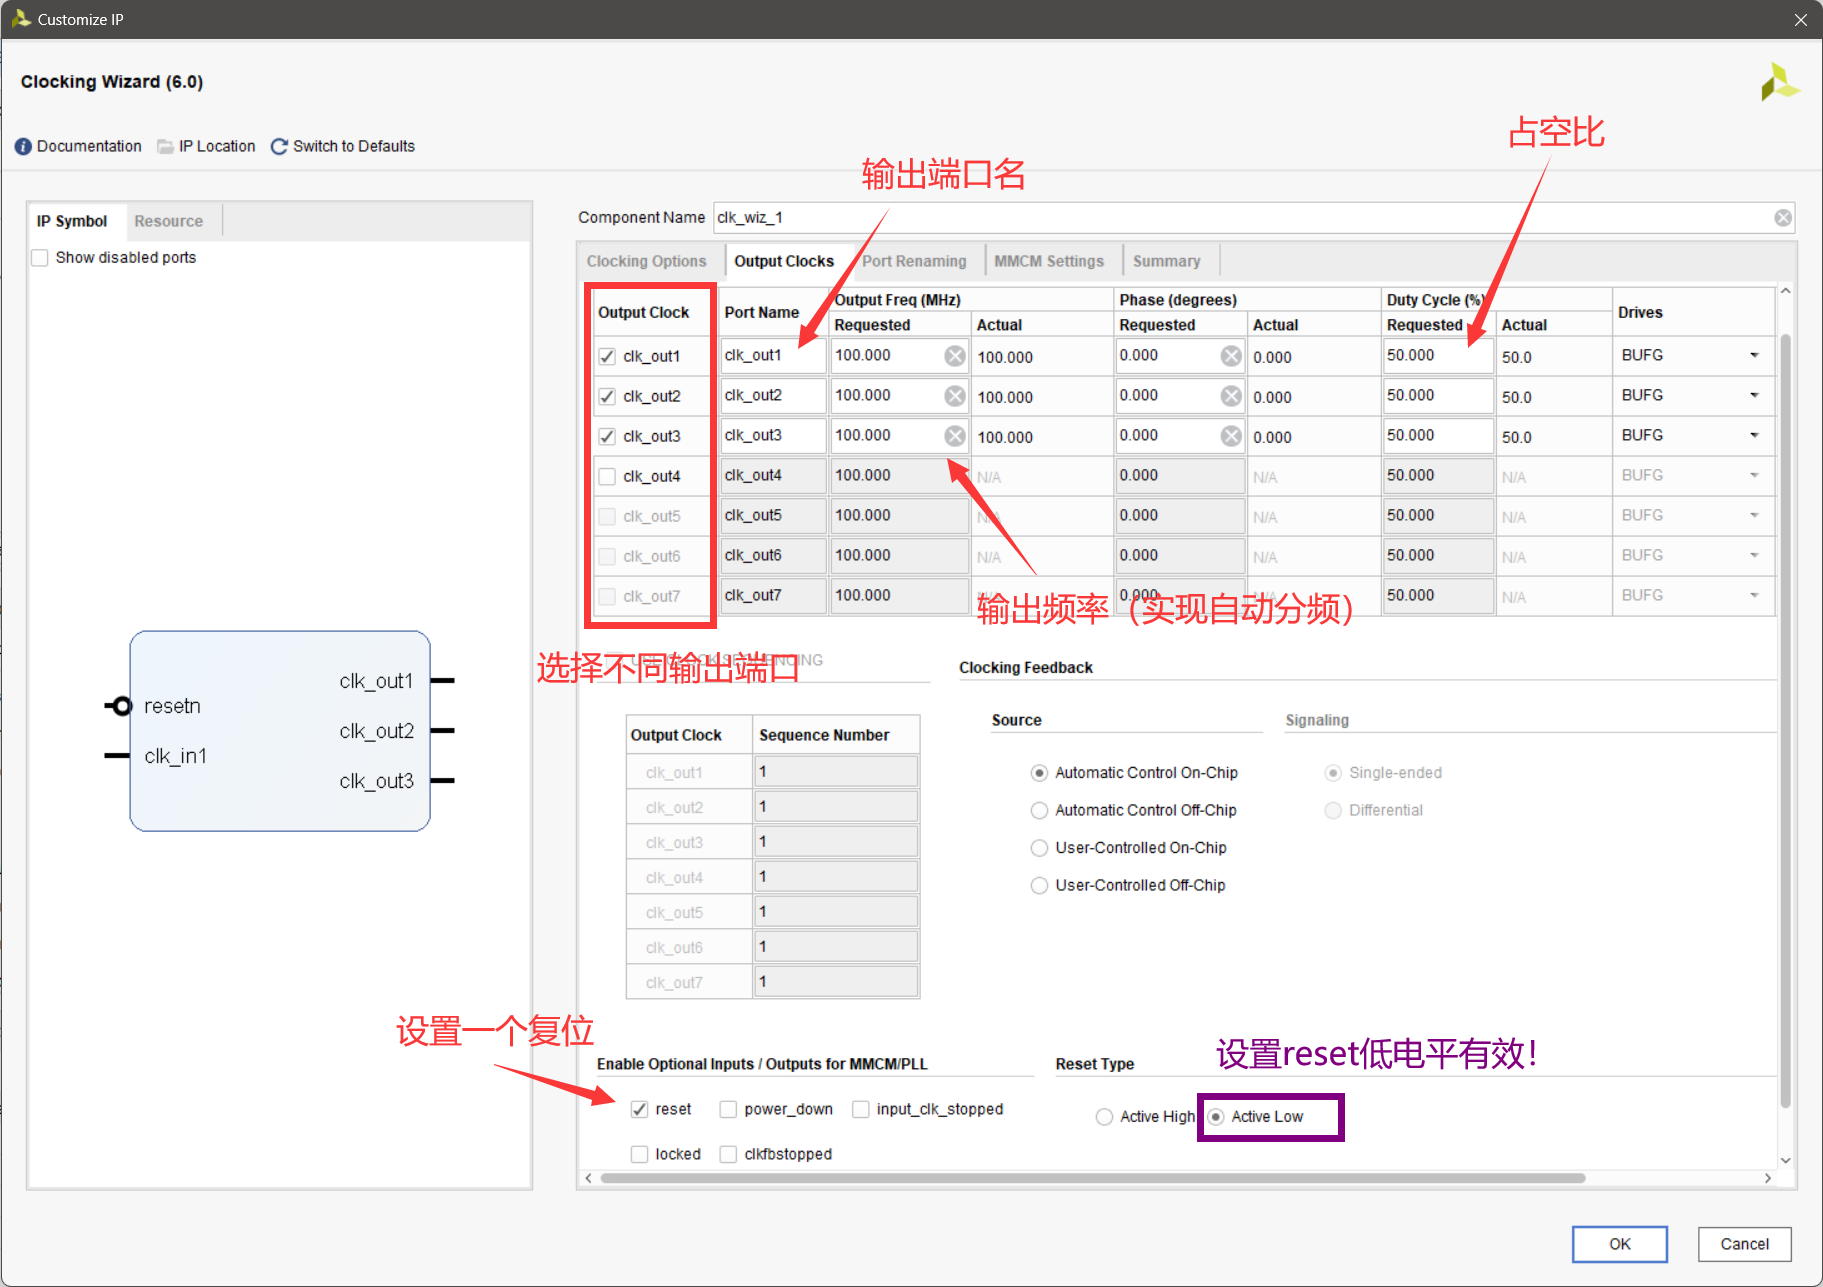 Customize IP
Clocking Wizard (6.0)
Documentation IP Location Switch to Defaults
占空比
输出端口名
IP Symbol Resource
Show disabled ports
Component Name clk_wiz_1
Clocking Options Output Clocks Port Renaming MMCM Settings Summary
Output Clock Port Name Output Freq (MHz) Phase (degrees) Duty Cycle (%) Drives
Requested Actual Requested Actual Requested Actual
clk_out1 clk_out1 100.000 100.000 0.000 0.000 50.000 50.0 BUFG
clk_out2 clk_out2 100.000 100.000 0.000 0.000 50.000 50.0 BUFG
clk_out3 clk_out3 100.000 100.000 0.000 0.000 50.000 50.0 BUFG
clk_out4 clk_out4 100.000 N/A 0.000 N/A 50.000 N/A BUFG
clk_out5 clk_out5 100.000 N/A 0.000 N/A 50.000 N/A BUFG
clk_out6 clk_out6 100.000 N/A 0.000 N/A 50.000 N/A BUFG
clk_out7 clk_out7 100.000 N/A 0.000 N/A 50.000 N/A BUFG
输出频率（实现自动分频）
选择不同输出端口
USE CLOCK SEQUENCING
Clocking Feedback
Output Clock Sequence Number
clk_out1 1
clk_out2 1
clk_out3 1
clk_out4 1
clk_out5 1
clk_out6 1
clk_out7 1
Source Signaling
Automatic Control On-Chip Single-ended
Automatic Control Off-Chip Differential
User-Controlled On-Chip
User-Controlled Off-Chip
resetn
clk_in1
clk_out1
clk_out2
clk_out3
设置一个复位
Enable Optional Inputs / Outputs for MMCM/PLL
reset power_down input_clk_stopped
locked clkfbstopped
设置reset低电平有效！
Reset Type
Active High Active Low
OK Cancel